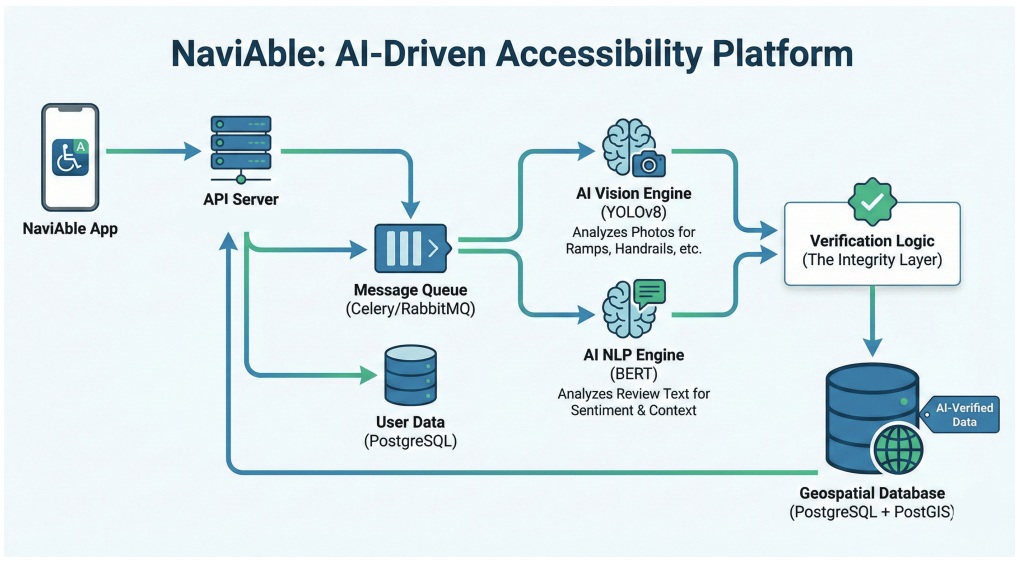 NaviAble: AI-Driven Accessibility Platform
A
NaviAble App
API Server
Message Queue
(Celery/RabbitMQ)
User Data
(PostgreSQL)
AI Vision Engine
(YOLOv8)
Analyzes Photos for
Ramps, Handrails, etc.
AI NLP Engine
(BERT)
Analyzes Review Text for
Sentiment & Context
Verification Logic
(The Integrity Layer)
AI-Verified
Data
Geospatial Database
(PostgreSQL + PostGIS)